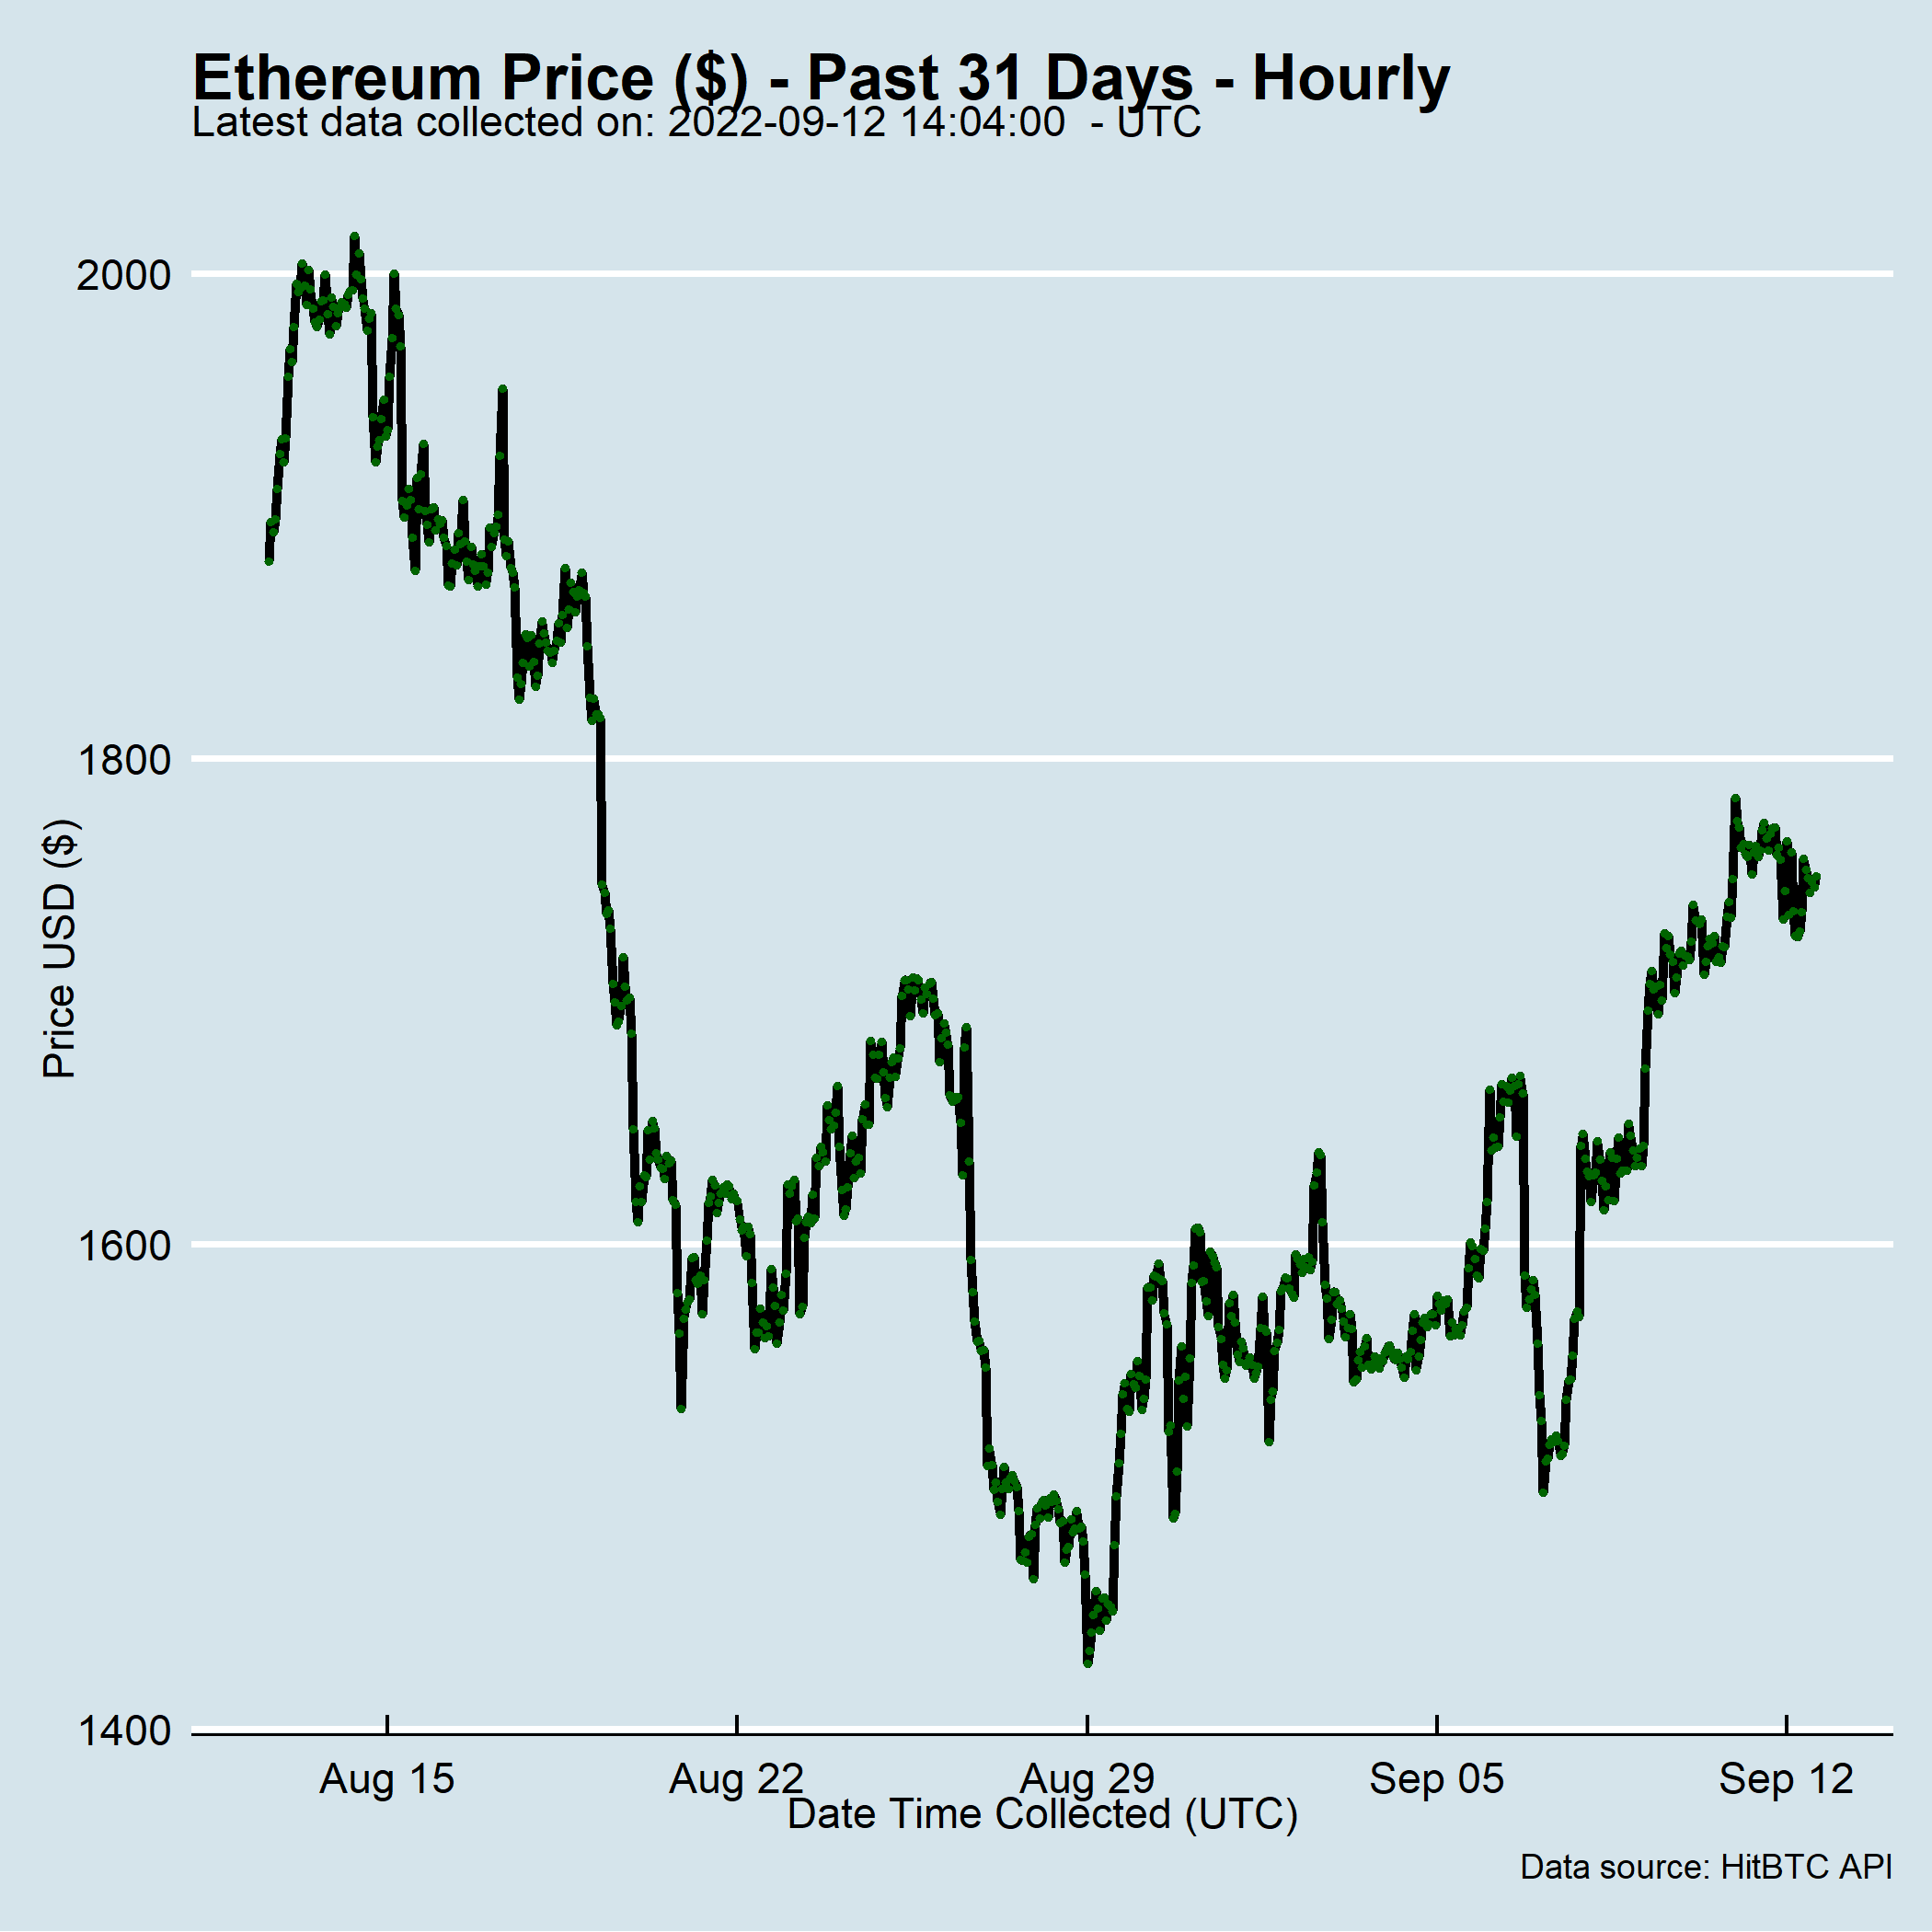 Ethereum Price ($) - Past 31 Days - Hourly
Latest data collected on: 2022-09-12 14:04:00  - UTC
2000
1800
1600
1400
Price USD ($)
Aug 15
Aug 22
Aug 29
Sep 05
Sep 12
Date Time Collected (UTC)
Data source: HitBTC API